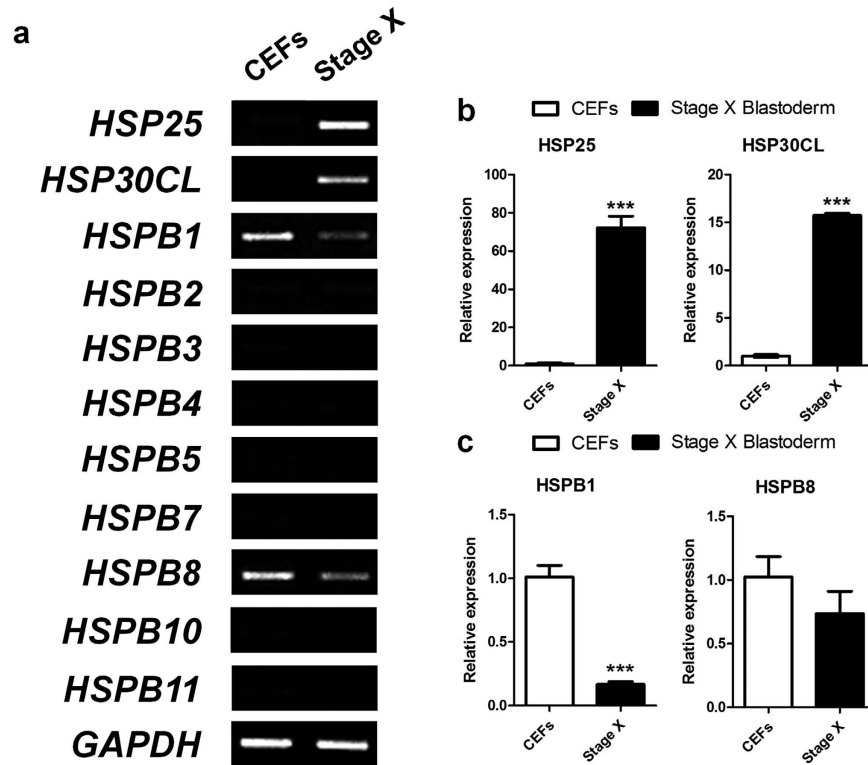 a
CEFs Stage X
HSP25
HSP30CL
HSPB1
HSPB2
HSPB3
HSPB4
HSPB5
HSPB7
HSPB8
HSPB10
HSPB11
GAPDH
b
CEFs Stage X Blastoderm
HSP25
Relative expression
100
80
60
40
20
0
***
CEFs
Stage X
HSP30CL
Relative expression
20
15
10
5
0
***
CEFs
Stage X
c
CEFs Stage X Blastoderm
HSPB1
Relative expression
1.5
1.0
0.5
0.0
***
CEFs
Stage X
HSPB8
Relative expression
1.5
1.0
0.5
0.0
CEFs
Stage X